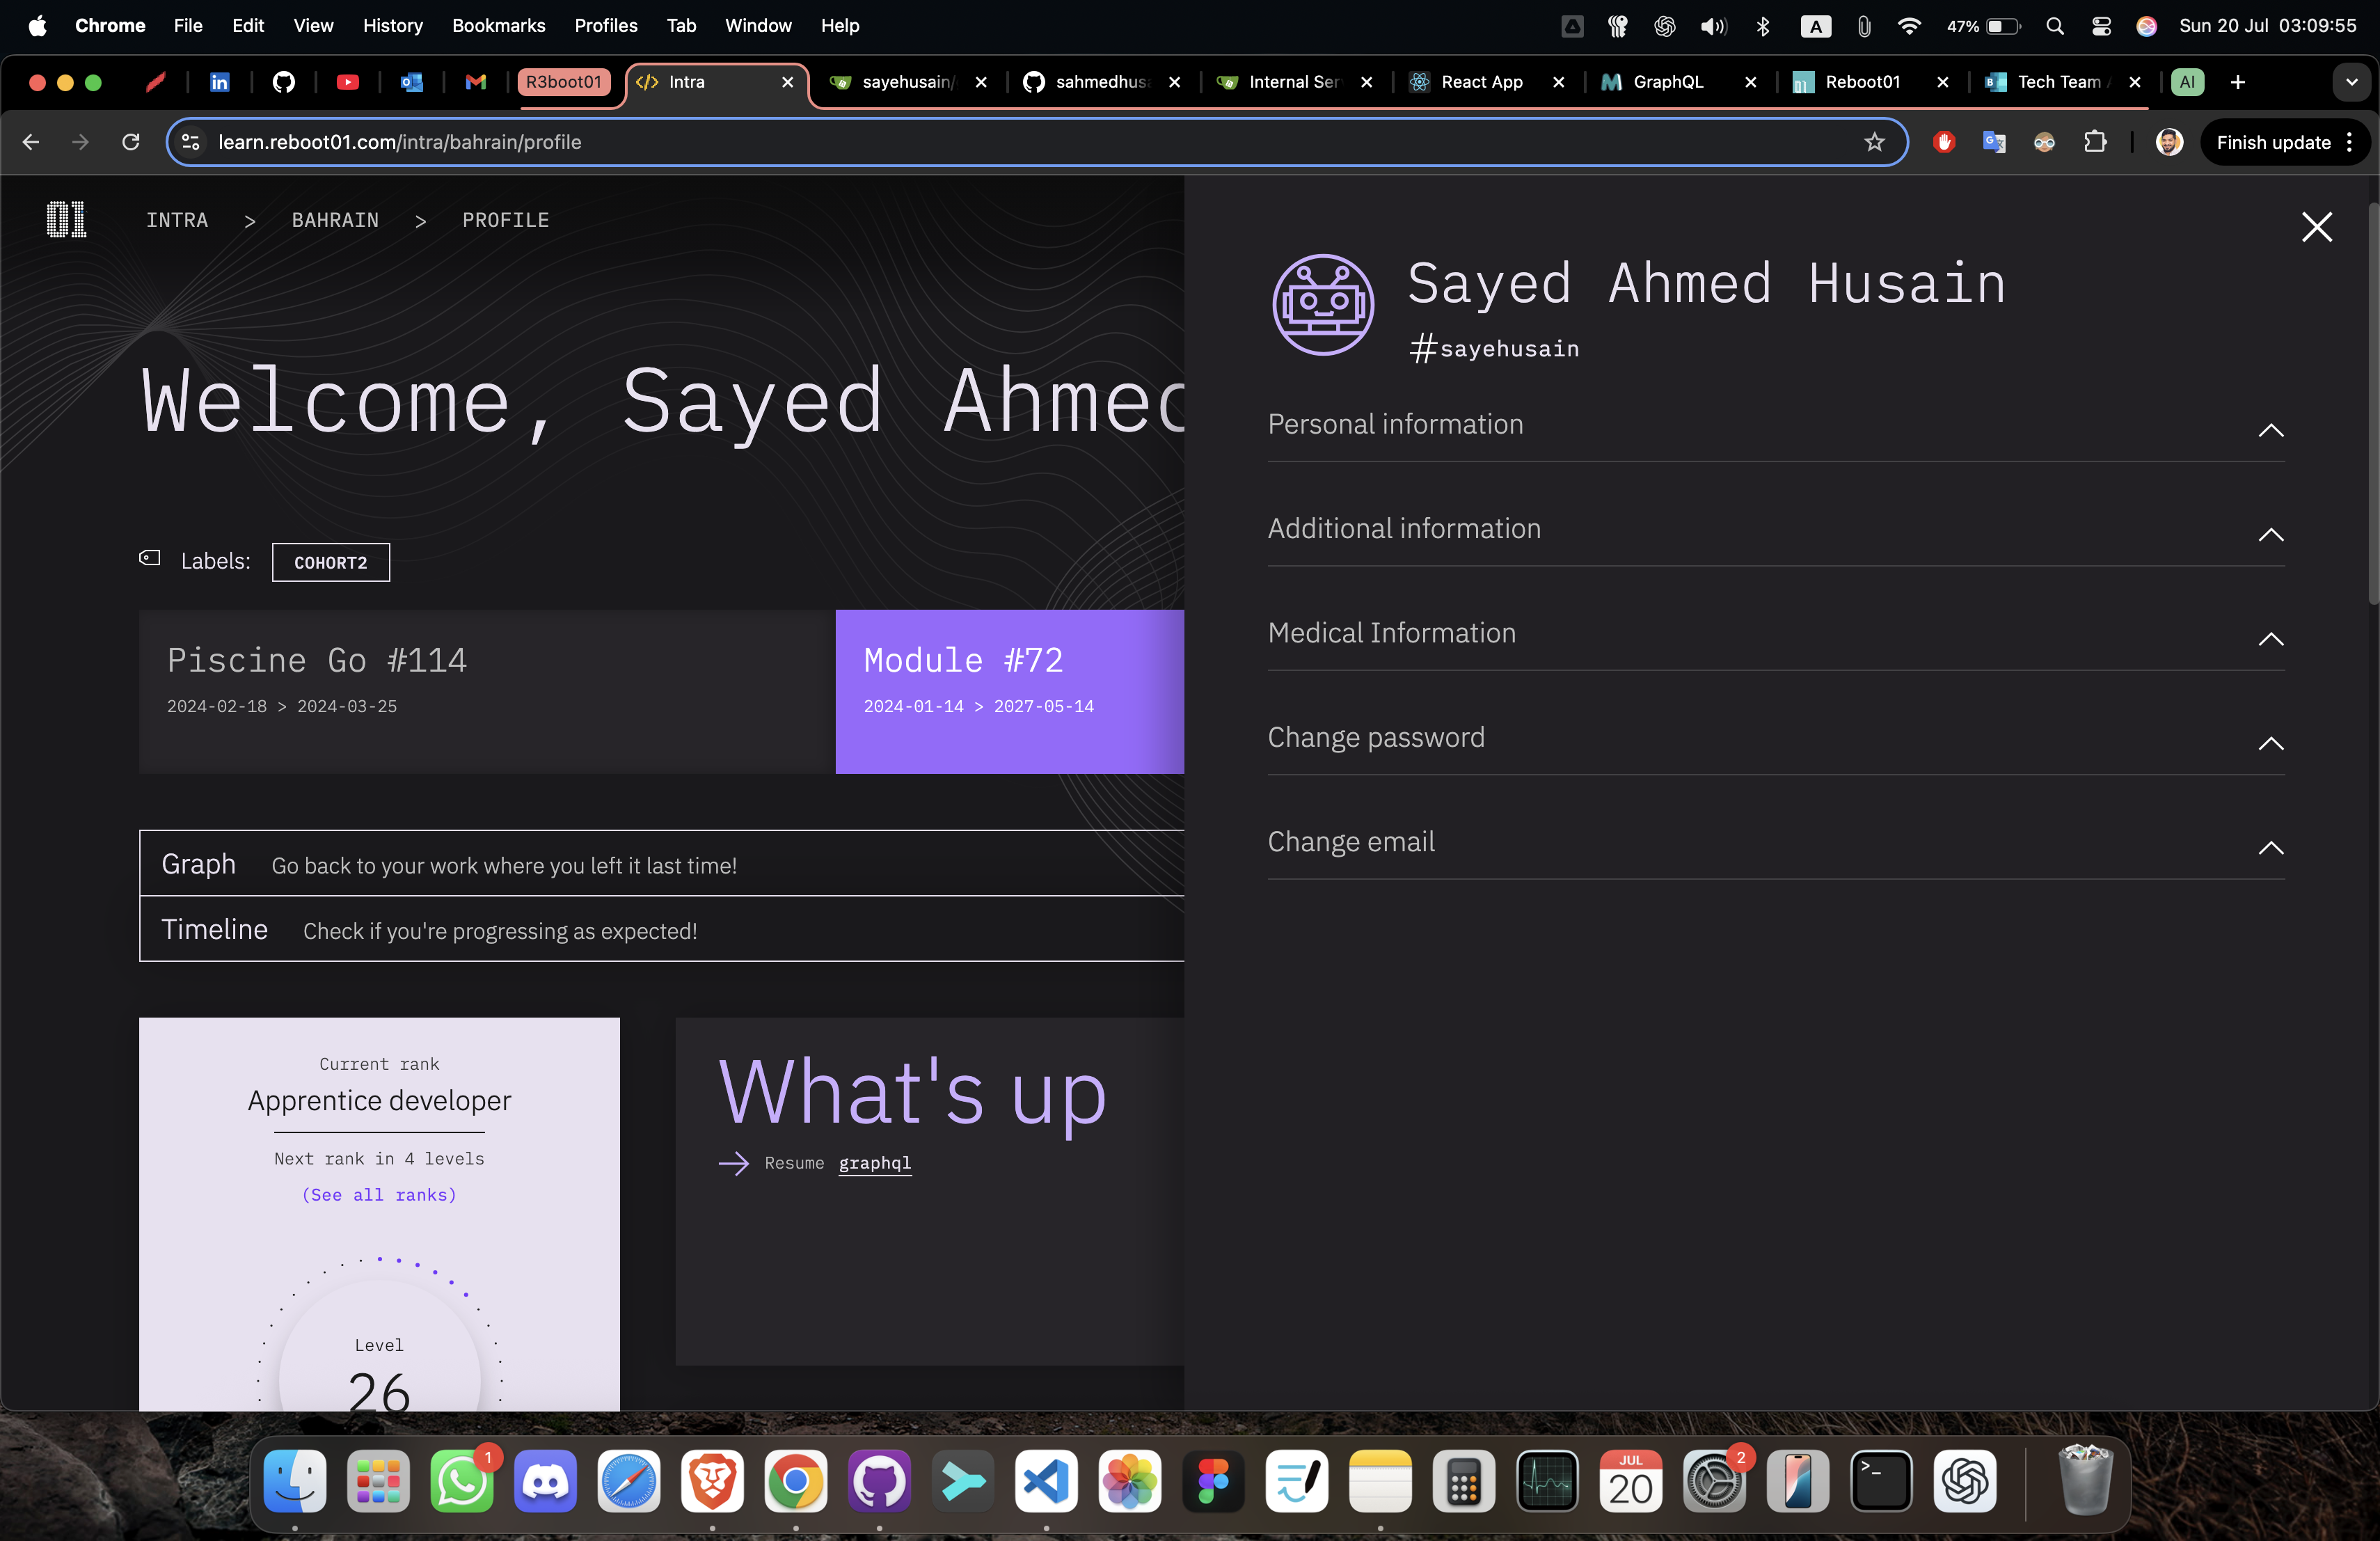 Chrome File Edit View History Bookmarks Profiles Tab Window Help
A 47% Sun 20 Jul 03:09:55
R3boot01 Intra sayehusain/ sahmedhus Internal Ser React App GraphQL Reboot01 Tech Team AI
learn.reboot01.com/intra/bahrain/profile
Finish update
01 INTRA > BAHRAIN > PROFILE
Sayed Ahmed Husain
#sayehusain
Welcome, Sayed Ahmed
Personal information
Additional information
Medical Information
Change password
Change email
Labels: COHORT2
Piscine Go #114
2024-02-18 > 2024-03-25
Module #72
2024-01-14 > 2027-05-14
Graph Go back to your work where you left it last time!
Timeline Check if you're progressing as expected!
Current rank
Apprentice developer
Next rank in 4 levels
(See all ranks)
Level
26
What's up
Resume graphql
1
JUL
20
2